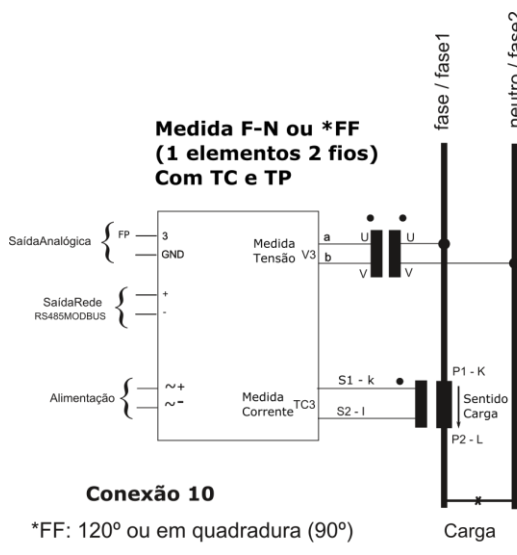 fase / fase1
neutro / fase2
Medida F-N ou *FF
(1 elementos 2 fios)
Com TC e TP
SaídaAnalógica
FP
3
GND
Medida
Tensão
V3
a
b
U
U
V
V
SaídaRede
RS485MODBUS
+
-
Alimentação
~+
~-
Medida
Corrente
TC3
S1 - k
S2 - l
P1 - K
Sentido
Carga
P2 - L
x
Conexão 10
*FF: 120º ou em quadradura (90º)
Carga